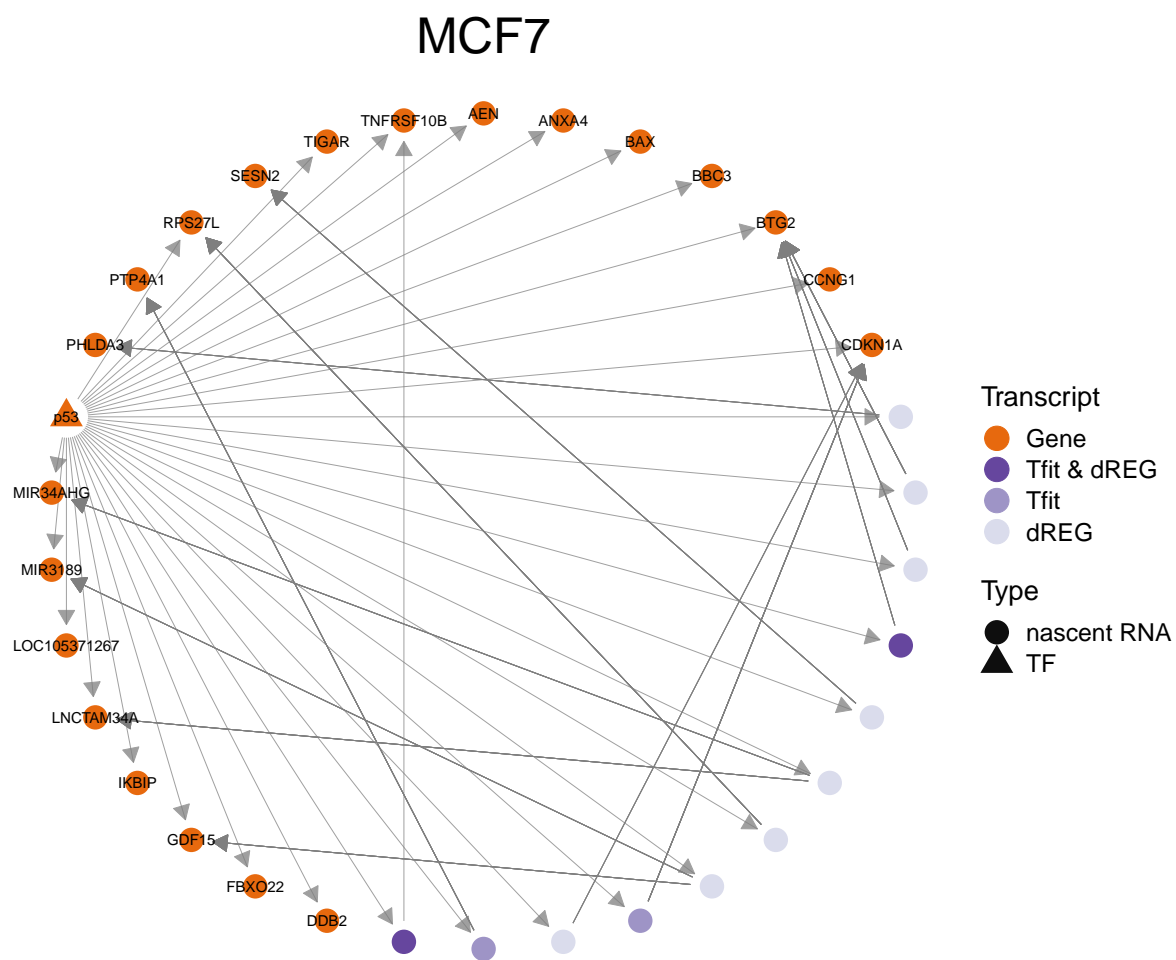 MCF7
TNFRSF10B
AEN
ANXA4
TIGAR
BAX
SESN2
BBC3
RPS27L
BTG2
PTP4A1
CCNG1
PHLDA3
CDKN1A
p53
MIR34AHG
MIR3189
LOC105371267
LNCTAM34A
IKBIP
GDF15
FBXO22
DDB2
Transcript
Gene
Tfit & dREG
Tfit
dREG
Type
nascent RNA
TF